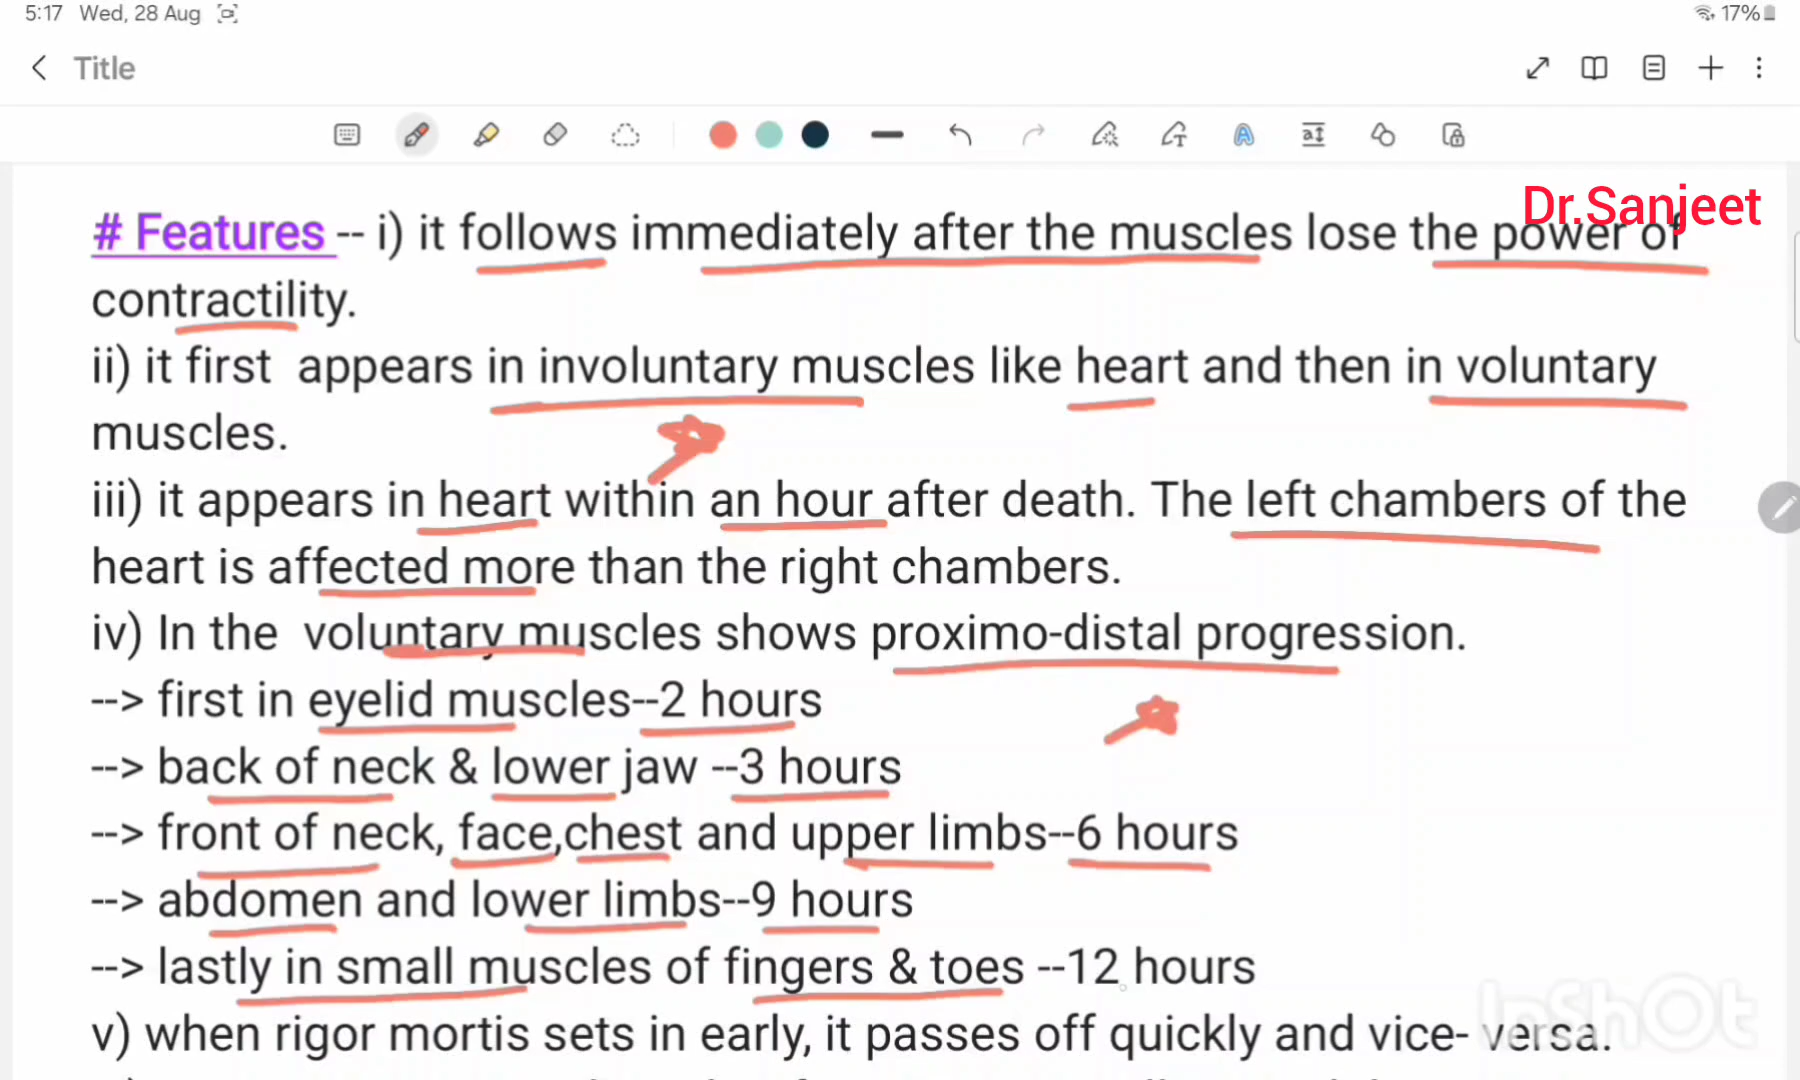 5:17 Wed, 28 Aug 17%
Title
Dr.Sanjeet
# Features -- i) it follows immediately after the muscles lose the power of
contractility.
ii) it first appears in involuntary muscles like heart and then in voluntary
muscles.
iii) it appears in heart within an hour after death. The left chambers of the
heart is affected more than the right chambers.
iv) In the voluntary muscles shows proximo-distal progression.
--> first in eyelid muscles--2 hours
--> back of neck & lower jaw --3 hours
--> front of neck, face,chest and upper limbs--6 hours
--> abdomen and lower limbs--9 hours
--> lastly in small muscles of fingers & toes --12 hours
v) when rigor mortis sets in early, it passes off quickly and vice- versa.
InShOt